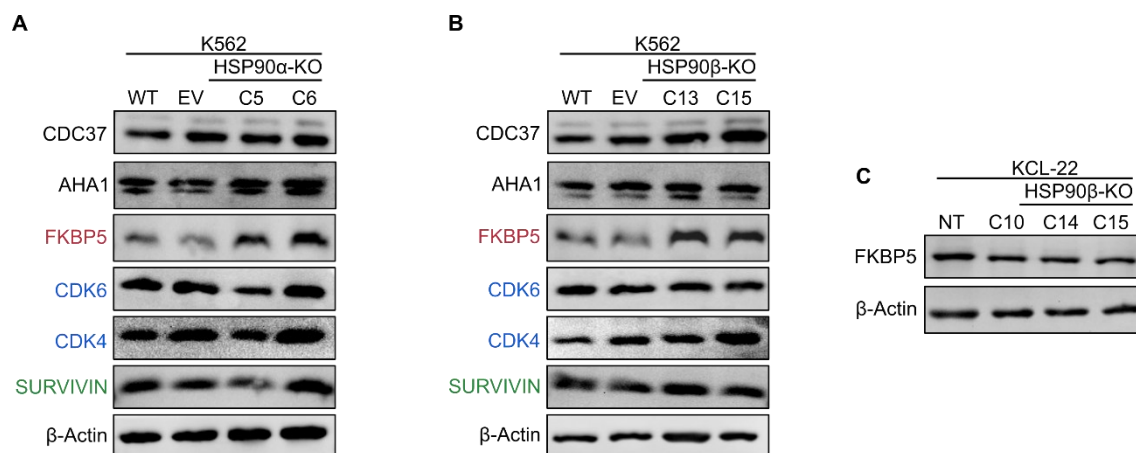 A
K562
HSP90α-KO
WT EV C5 C6
CDC37
AHA1
FKBP5
CDK6
CDK4
SURVIVIN
β-Actin
B
K562
HSP90β-KO
WT EV C13 C15
CDC37
AHA1
FKBP5
CDK6
CDK4
SURVIVIN
β-Actin
C
KCL-22
HSP90β-KO
NT C10 C14 C15
FKBP5
β-Actin